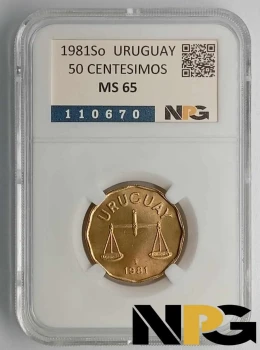 1981So URUGUAY
50 CENTESIMOS
MS 65
110670
NPG
URUGUAY
1981
NPG